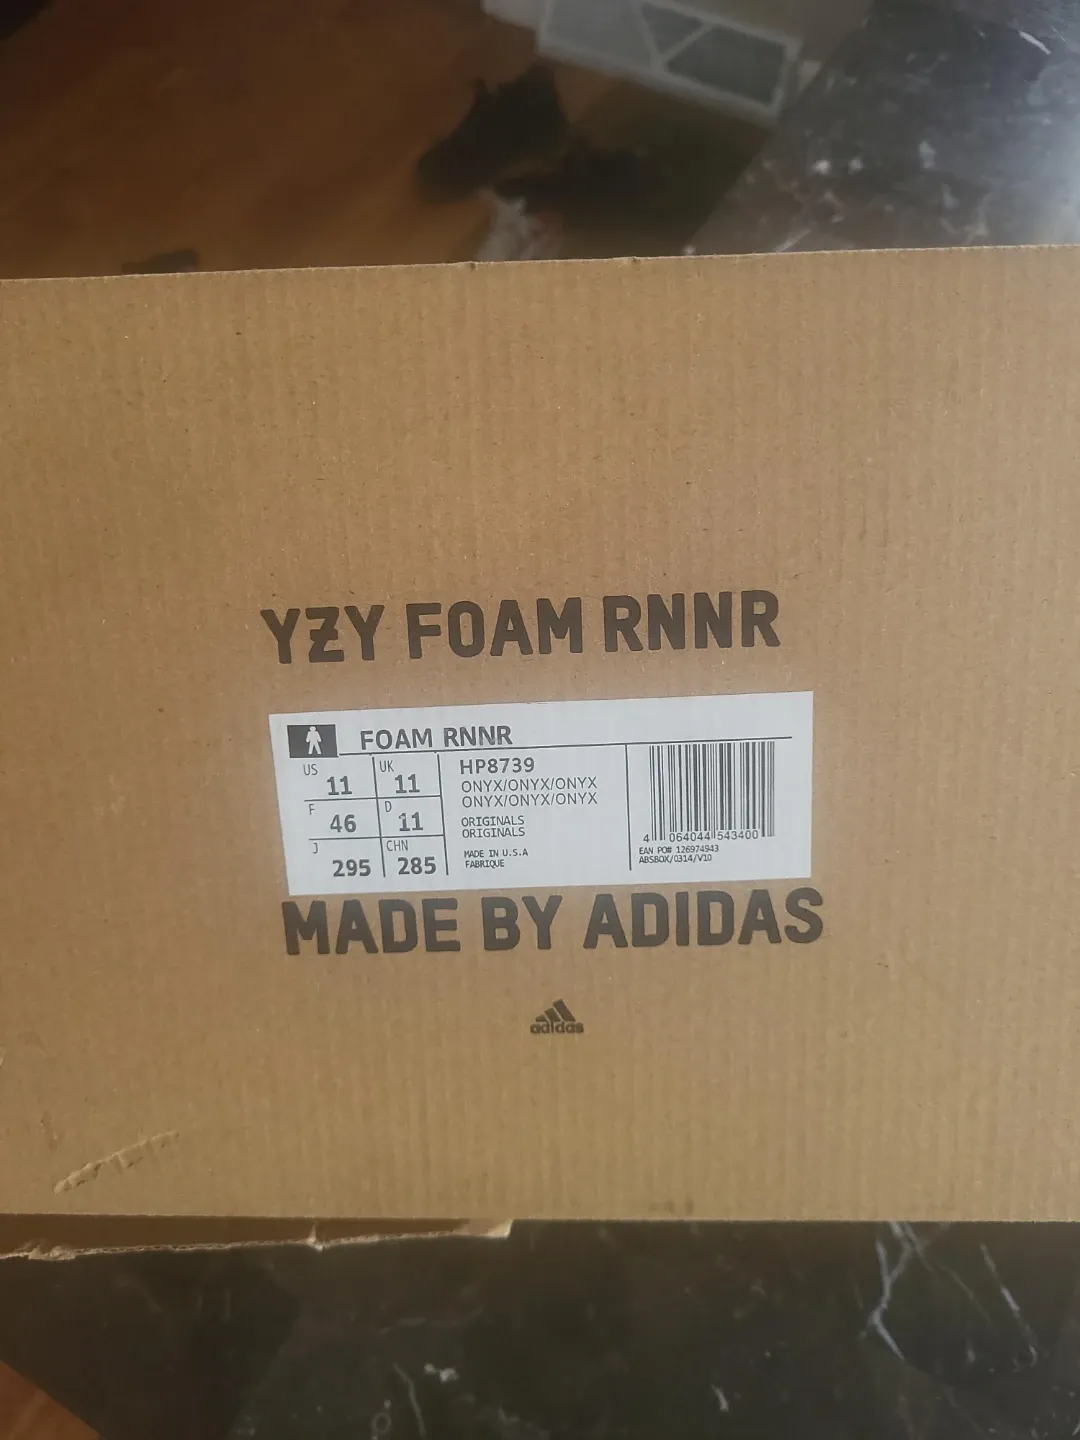 YZY FOAM RNNR
FOAM RNNR
US 11 UK 11
F 46 D 11
J 295 CHN 285
HP8739
ONYX/ONYX/ONYX
ONYX/ONYX/ONYX
ORIGINALS
ORIGINALS
MADE IN U.S.A
FABRIQUE
4 064044 543400
EAN PO# 126974943
ABSBOX/0314/V10
MADE BY ADIDAS
adidas